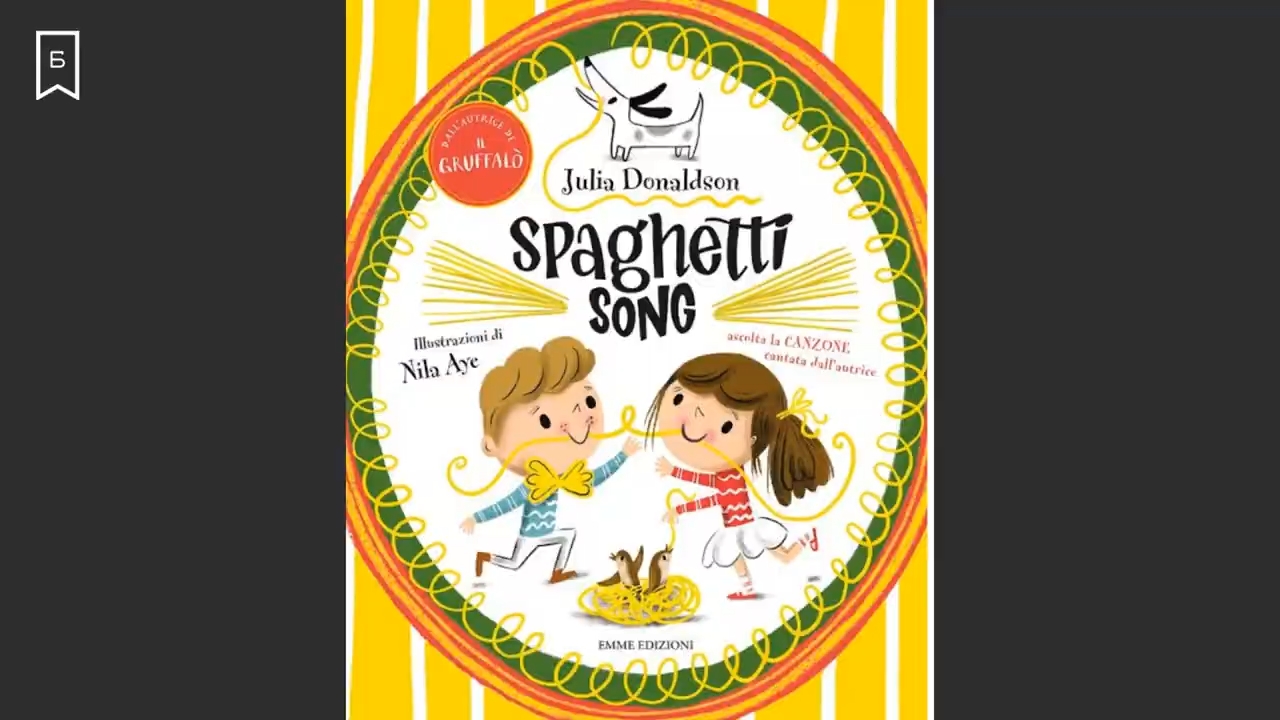 Б
DALL'AUTRICE DI
IL
GRUFFALÒ
Julia Donaldson
SPAGHETTI
SONG
Illustrazioni di
Nila Aye
ascolta la CANZONE
cantata dall'autrice
EMME EDIZIONI